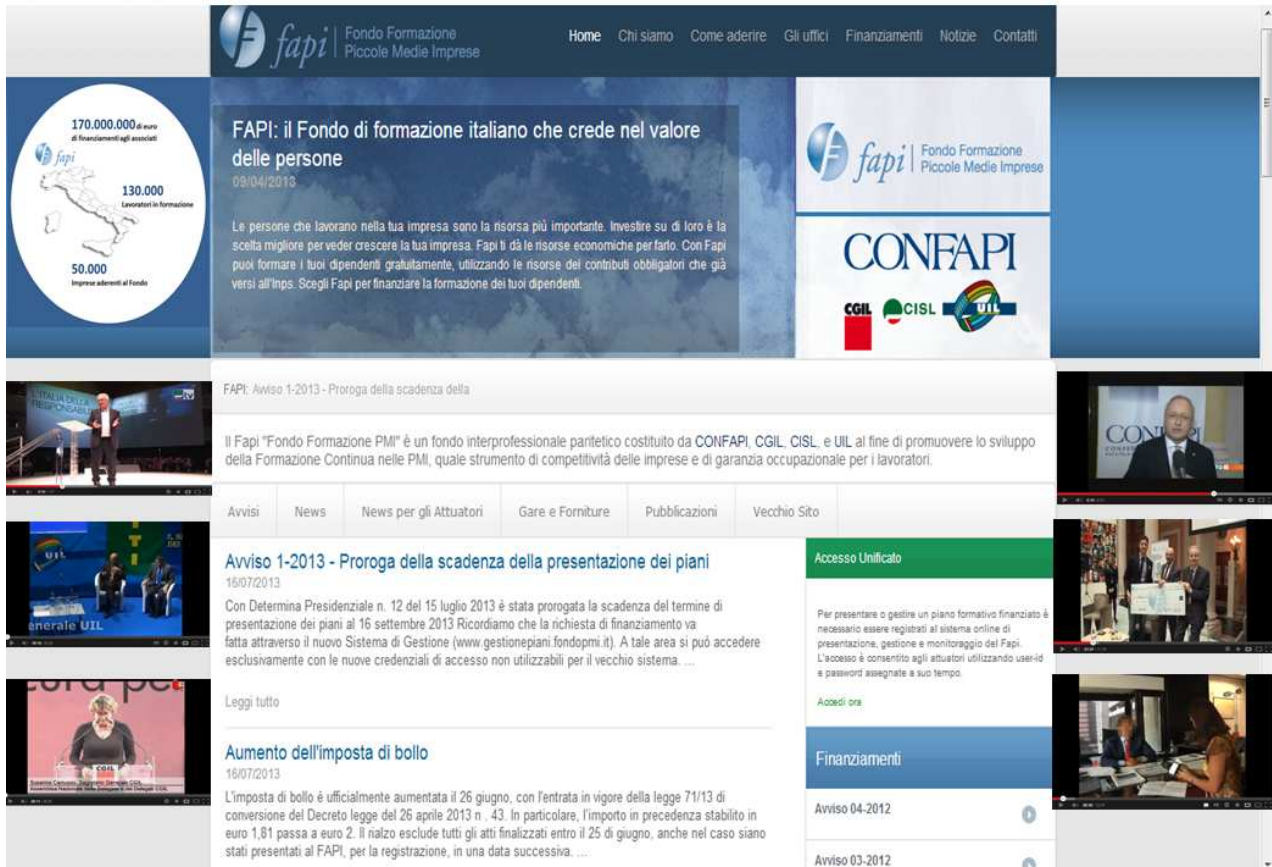 fapi | Fondo Formazione
Piccole Medie Imprese
Home Chi siamo Come aderire Gli uffici Finanziamenti Notizie Contatti
170.000.000 di euro
di finanziamenti agli associati
fapi
130.000
Lavoratori in formazione
50.000
Imprese aderenti al Fondo
FAPI: il Fondo di formazione italiano che crede nel valore
delle persone
09/04/2013
Le persone che lavorano nella tua impresa sono la risorsa più importante. Investire su di loro è la
scelta migliore per veder crescere la tua impresa. Fapi ti dà le risorse economiche per farlo. Con Fapi
puoi formare i tuoi dipendenti gratuitamente, utilizzando le risorse dei contributi obbligatori che già
versi all'Inps. Scegli Fapi per finanziare la formazione dei tuoi dipendenti.
fapi | Fondo Formazione
Piccole Medie Imprese
CONFAPI
CGIL CISL UIL
FAPI: Avviso 1-2013 - Proroga della scadenza della
Il Fapi "Fondo Formazione PMI" è un fondo interprofessionale paritetico costituito da CONFAPI, CGIL, CISL, e UIL al fine di promuovere lo sviluppo
della Formazione Continua nelle PMI, quale strumento di competitività delle imprese e di garanzia occupazionale per i lavoratori.
Avvisi News News per gli Attuatori Gare e Forniture Pubblicazioni Vecchio Sito
Avviso 1-2013 - Proroga della scadenza della presentazione dei piani
16/07/2013
Con Determina Presidenziale n. 12 del 15 luglio 2013 è stata prorogata la scadenza del termine di
presentazione dei piani al 16 settembre 2013 Ricordiamo che la richiesta di finanziamento va
fatta attraverso il nuovo Sistema di Gestione (www.gestionepiani.fondopmi.it). A tale area si può accedere
esclusivamente con le nuove credenziali di accesso non utilizzabili per il vecchio sistema. ...
Leggi tutto
Aumento dell'imposta di bollo
16/07/2013
L'imposta di bollo è ufficialmente aumentata il 26 giugno, con l'entrata in vigore della legge 71/13 di
conversione del Decreto legge del 26 aprile 2013 n . 43. In particolare, l'importo in precedenza stabilito in
euro 1,81 passa a euro 2. Il rialzo esclude tutti gli atti finalizzati entro il 25 di giugno, anche nel caso siano
stati presentati al FAPI, per la registrazione, in una data successiva. ...
Accesso Unificato
Per presentare o gestire un piano formativo finanziato è
necessario essere registrati al sistema online di
presentazione, gestione e monitoraggio del Fapi.
L'accesso è consentito agli attuatori utilizzando user-id
e password assegnate a suo tempo.
Accedi ora
Finanziamenti
Avviso 04-2012
Avviso 03-2012
L'ITALIA DELLA
RESPONSABILI
UIL
enerale UIL
CGIL
Susanna Camusso, Segretario Generale CGIL